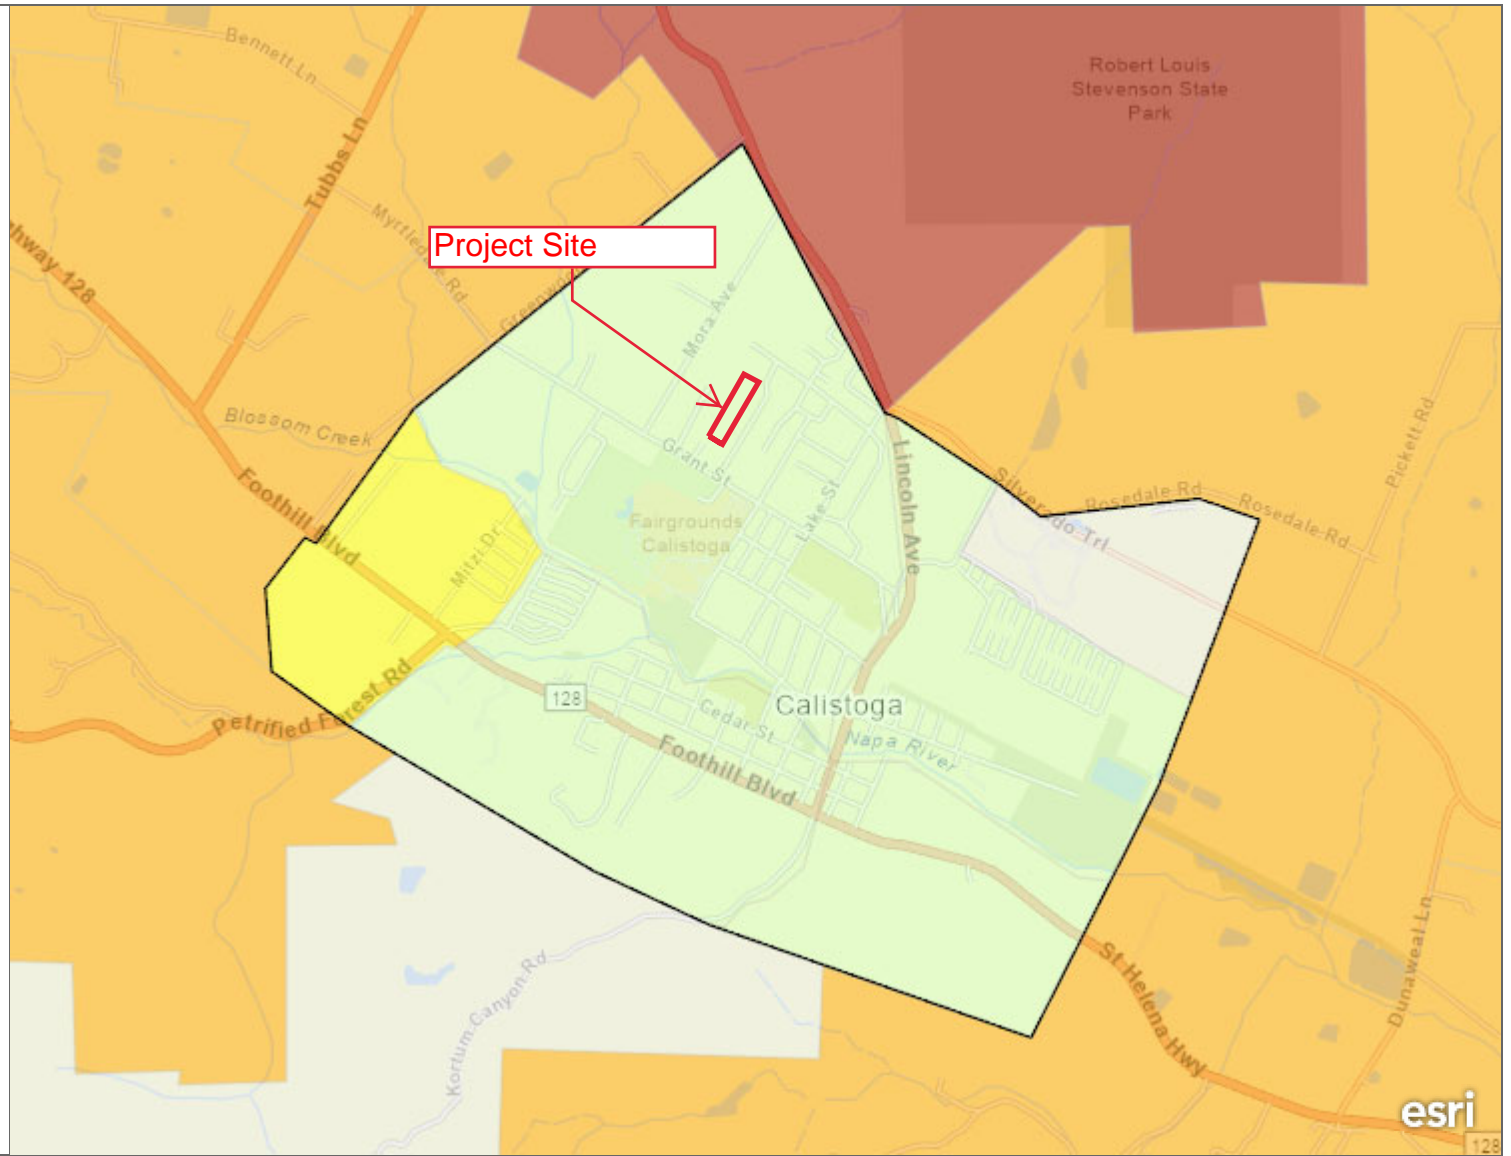 Bennett Ln
Robert Louis
Stevenson State
Park
Tubbs Ln
Myrtledale Rd
hway 128
Project Site
Greenwood
Mora Ave
Blossom Creek
Grant St
Lincoln Ave
Pickett Rd
Foothill Blvd
Silverado Trl
Rosedale Rd
Rosedale Rd
Lake St
Fairgrounds
Calistoga
Mitzi Dr
Petrified Forest Rd
128
Calistoga
Cedar St
Napa River
Foothill Blvd
Dunaweal Ln
Kortum Canyon Rd
St Helena Hwy
esri
128